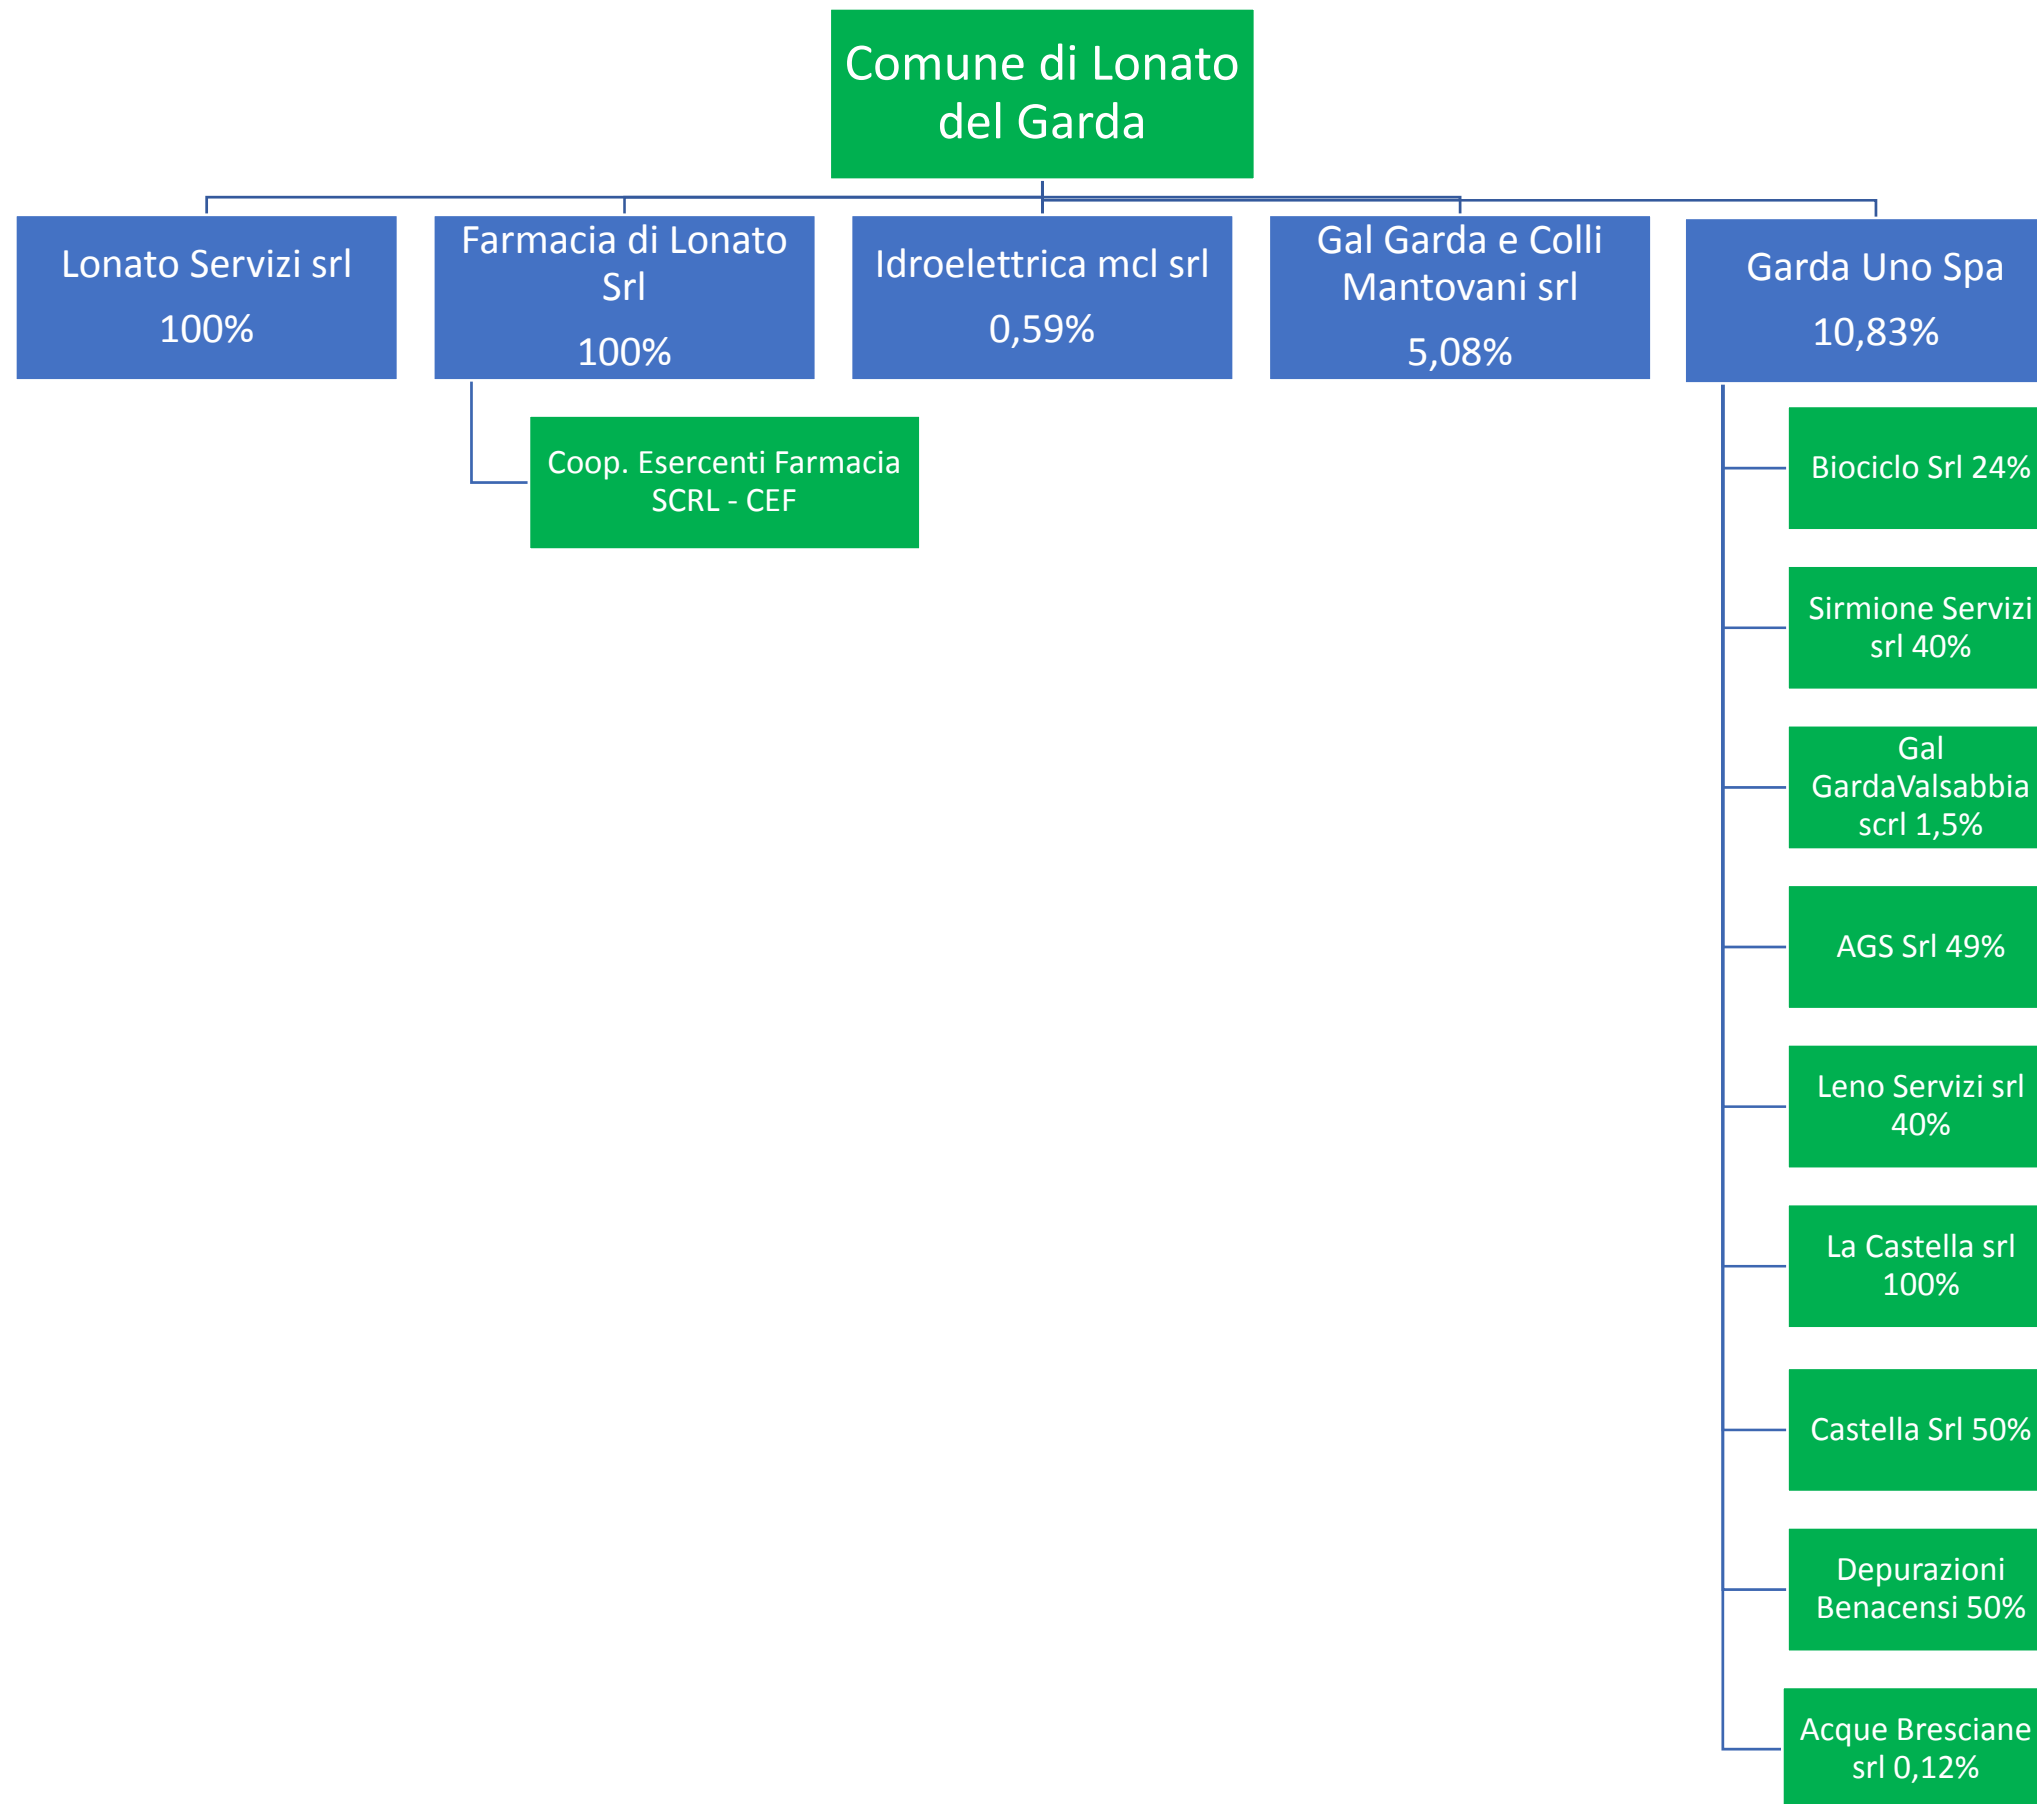 Comune di Lonato
del Garda
Lonato Servizi srl
100%
Farmacia di Lonato
Srl
100%
Idroelettrica mcl srl
0,59%
Gal Garda e Colli
Mantovani srl
5,08%
Garda Uno Spa
10,83%
Coop. Esercenti Farmacia
SCRL - CEF
Biociclo Srl 24%
Sirmione Servizi
srl 40%
Gal
GardaValsabbia
scrl 1,5%
AGS Srl 49%
Leno Servizi srl
40%
La Castella srl
100%
Castella Srl 50%
Depurazioni
Benacensi 50%
Acque Bresciane
srl 0,12%